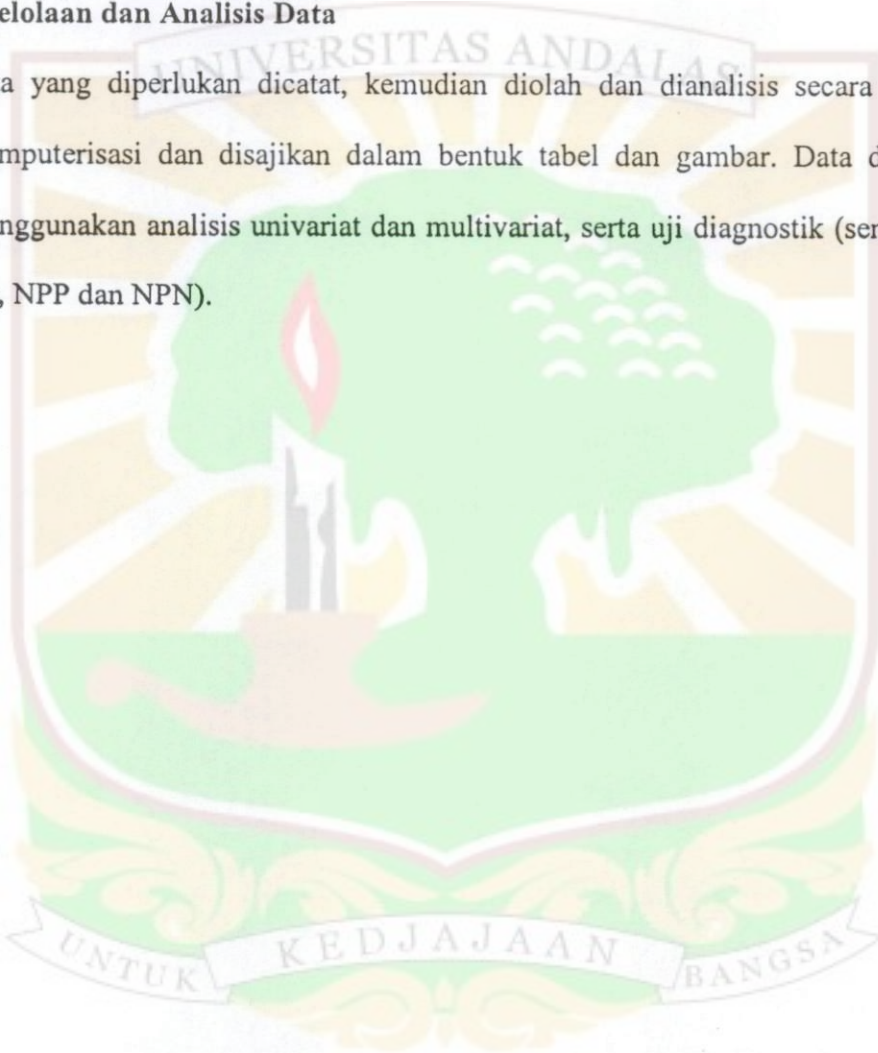 elolaan dan Analisis Data
UNIVERSITAS ANDALAS
a yang diperlukan dicatat, kemudian diolah dan dianalisis secara
mputerisasi dan disajikan dalam bentuk tabel dan gambar. Data d
nggunakan analisis univariat dan multivariat, serta uji diagnostik (sen
, NPP dan NPN).
UNTUK KEDJAJAAN BANGSA